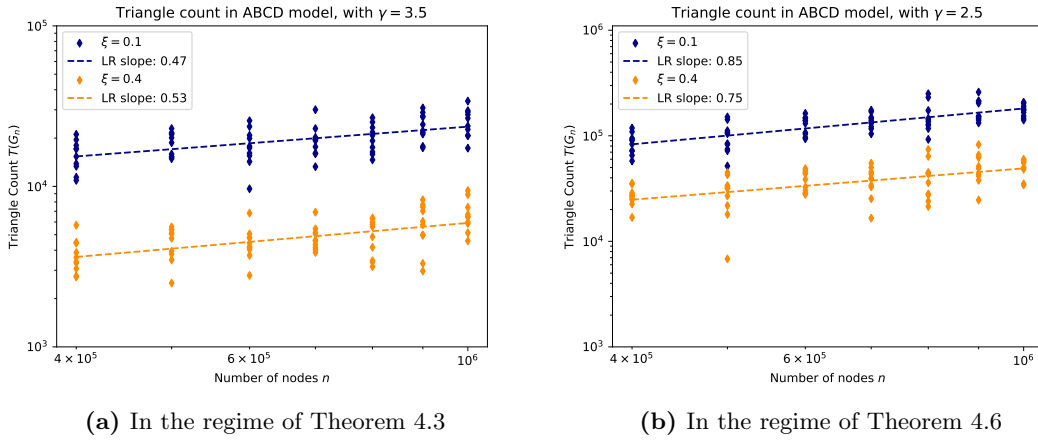 Triangle count in ABCD model, with γ = 3.5
ξ = 0.1
LR slope: 0.47
ξ = 0.4
LR slope: 0.53
10^5
10^4
10^3
Triangle Count T(G_n)
4 × 10^5
6 × 10^5
10^6
Number of nodes n
(a) In the regime of Theorem 4.3
Triangle count in ABCD model, with γ = 2.5
ξ = 0.1
LR slope: 0.85
ξ = 0.4
LR slope: 0.75
10^6
10^5
10^4
10^3
Triangle Count T(G_n)
4 × 10^5
6 × 10^5
10^6
Number of nodes n
(b) In the regime of Theorem 4.6